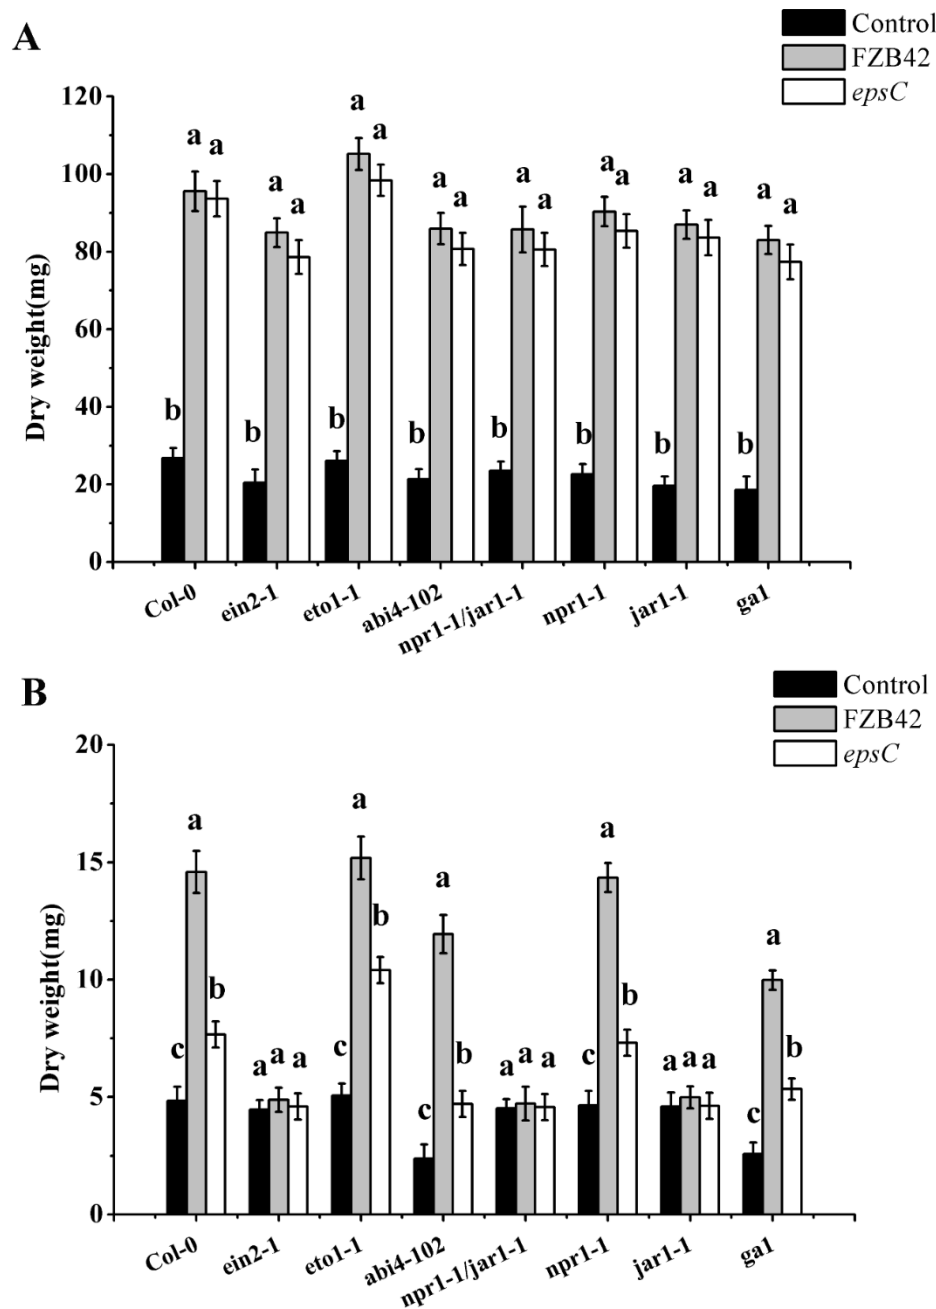 A
Control
FZB42
epsC
120
100
80
60
40
20
0
Dry weight(mg)
a a a a a a a a a a a a a a a a
b b b b b b b b
Col-0 ein2-1 eto1-1 abi4-102 npr1-1/jar1-1 npr1-1 jar1-1 ga1
B
Control
FZB42
epsC
20
15
10
5
0
Dry weight(mg)
c a b a a a c a b c a b a a a c a b a a a c a b
Col-0 ein2-1 eto1-1 abi4-102 npr1-1/jar1-1 npr1-1 jar1-1 ga1